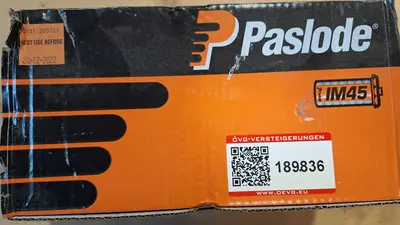 BEST USE BEFORE
Paslode®
IM45
ÖVG-VERSTEIGERUNGEN
189836
WWW.OEVG.EU